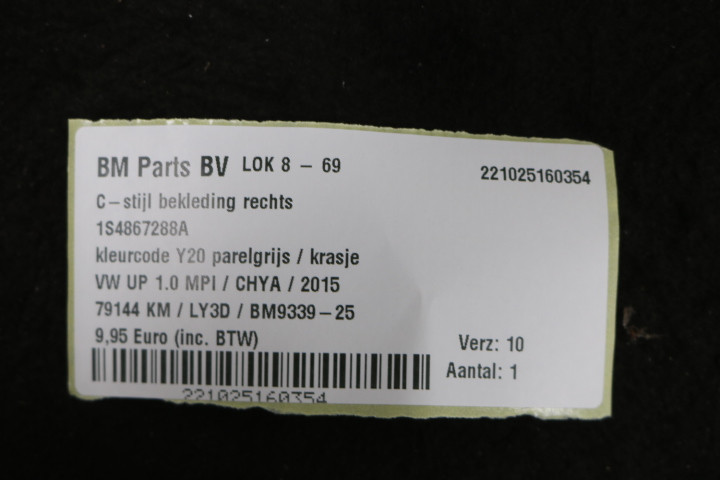 BM Parts BV LOK 8 – 69 221025160354
C–stijl bekleding rechts
1S4867288A
kleurcode Y20 parelgrijs / krasje
VW UP 1.0 MPI / CHYA / 2015
79144 KM / LY3D / BM9339–25
9,95 Euro (inc. BTW) Verz: 10
Aantal: 1
221025160354